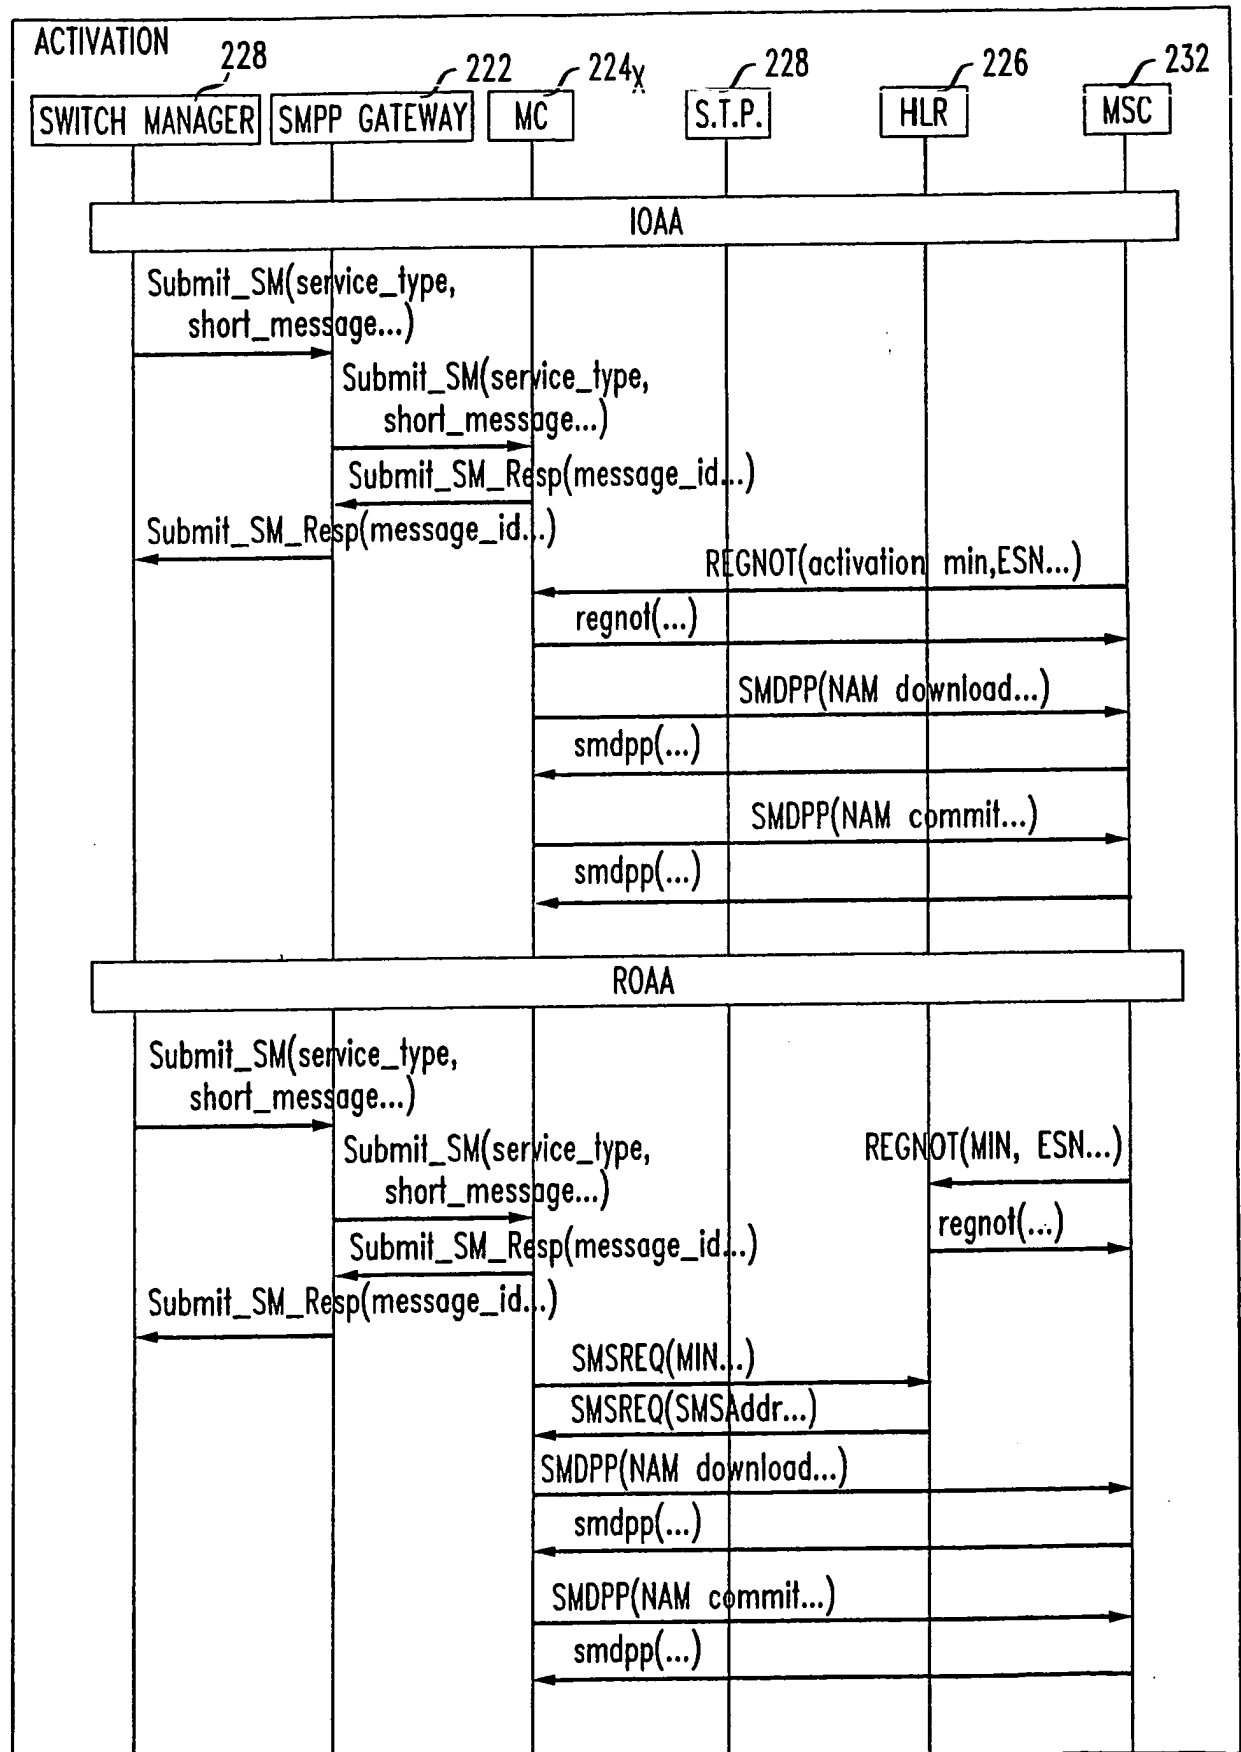 ACTIVATION
228
222
224x
228
226
232
SWITCH MANAGER
SMPP GATEWAY
MC
S.T.P.
HLR
MSC
IOAA
Submit_SM(service_type,
short_message...)
Submit_SM(service_type,
short_message...)
Submit_SM_Resp(message_id...)
Submit_SM_Resp(message_id...)
REGNOT(activation min,ESN...)
regnot(...)
SMDPP(NAM download...)
smdpp(...)
SMDPP(NAM commit...)
smdpp(...)
ROAA
Submit_SM(service_type,
short_message...)
Submit_SM(service_type,
short_message...)
REGNOT(MIN, ESN...)
regnot(...)
Submit_SM_Resp(message_id...)
Submit_SM_Resp(message_id...)
SMSREQ(MIN...)
SMSREQ(SMSAddr...)
SMDPP(NAM download...)
smdpp(...)
SMDPP(NAM commit...)
smdpp(...)